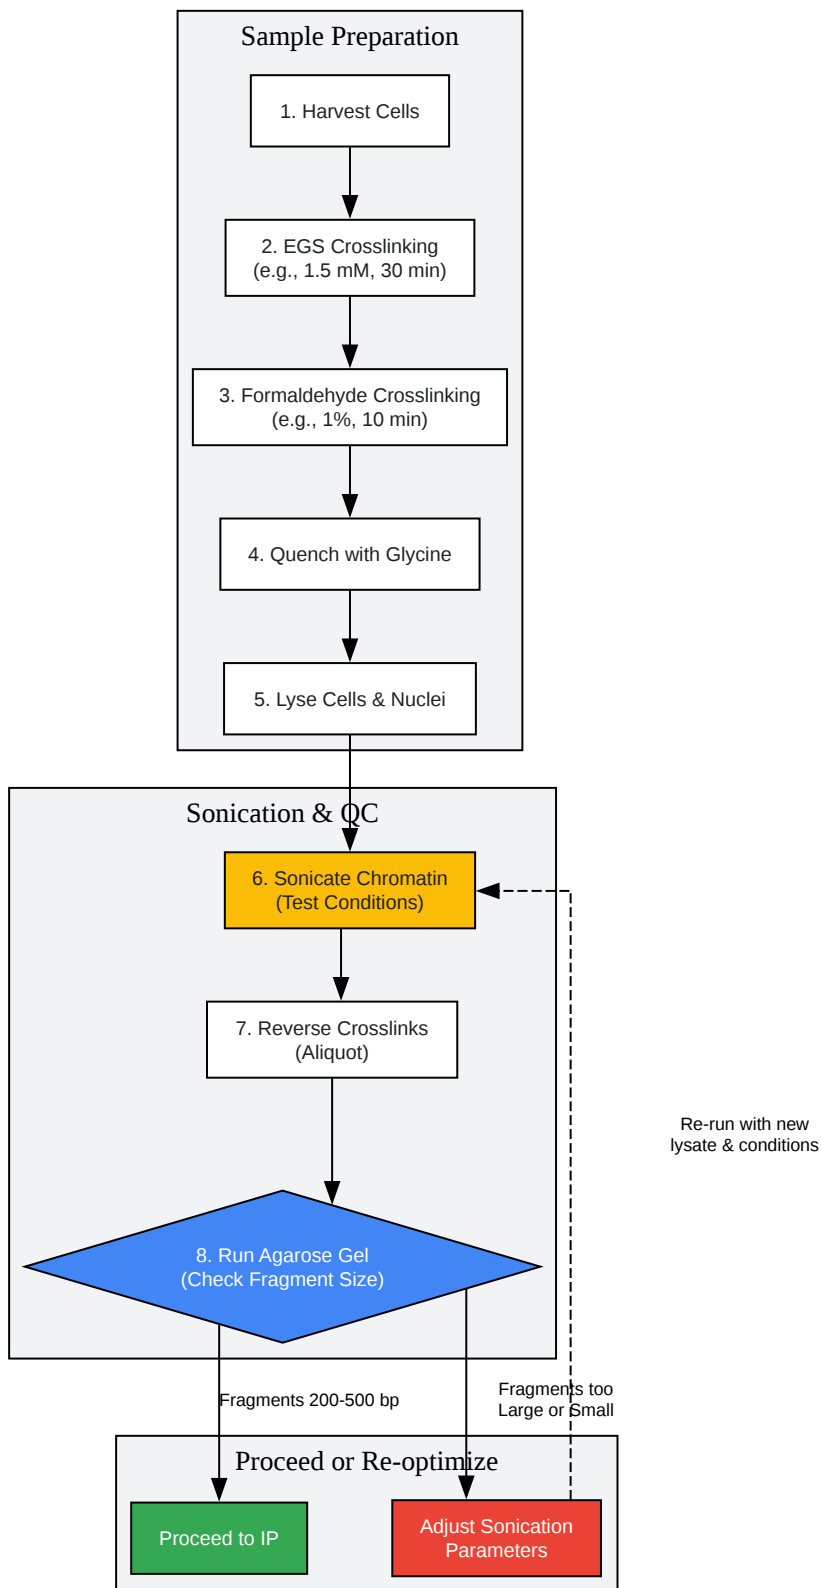 Sample Preparation
1. Harvest Cells
2. EGS Crosslinking
(e.g., 1.5 mM, 30 min)
3. Formaldehyde Crosslinking
(e.g., 1%, 10 min)
4. Quench with Glycine
5. Lyse Cells & Nuclei
Sonication & QC
6. Sonicate Chromatin
(Test Conditions)
7. Reverse Crosslinks
(Aliquot)
Re-run with new
lysate & conditions
8. Run Agarose Gel
(Check Fragment Size)
Fragments 200-500 bp
Fragments too
Large or Small
Proceed or Re-optimize
Proceed to IP
Adjust Sonication
Parameters